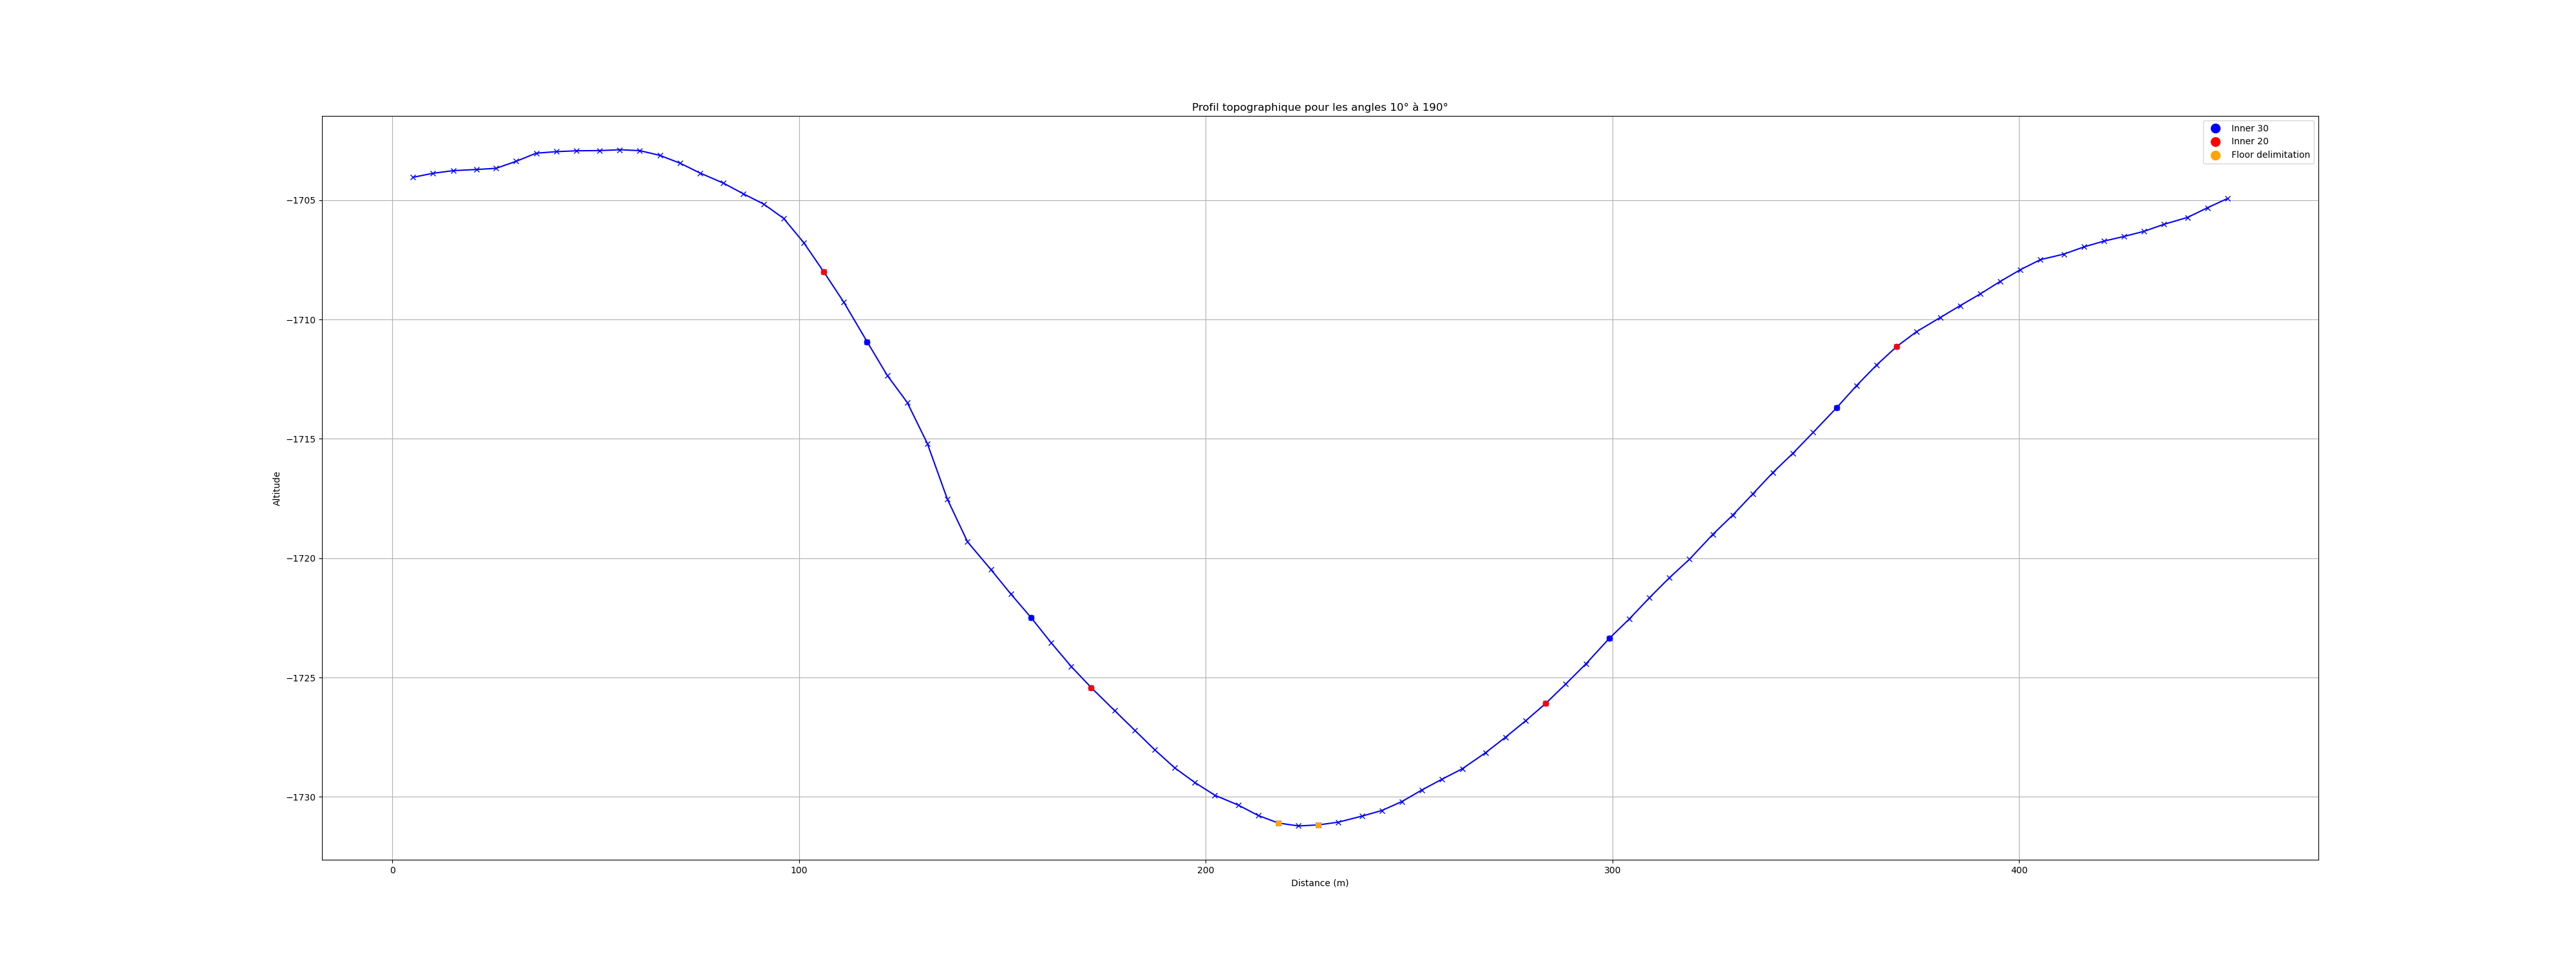 Profil topographique pour les angles 10° à 190°
Inner 30
Inner 20
Floor delimitation
−1705
−1710
−1715
−1720
−1725
−1730
Altitude
0
100
200
300
400
Distance (m)